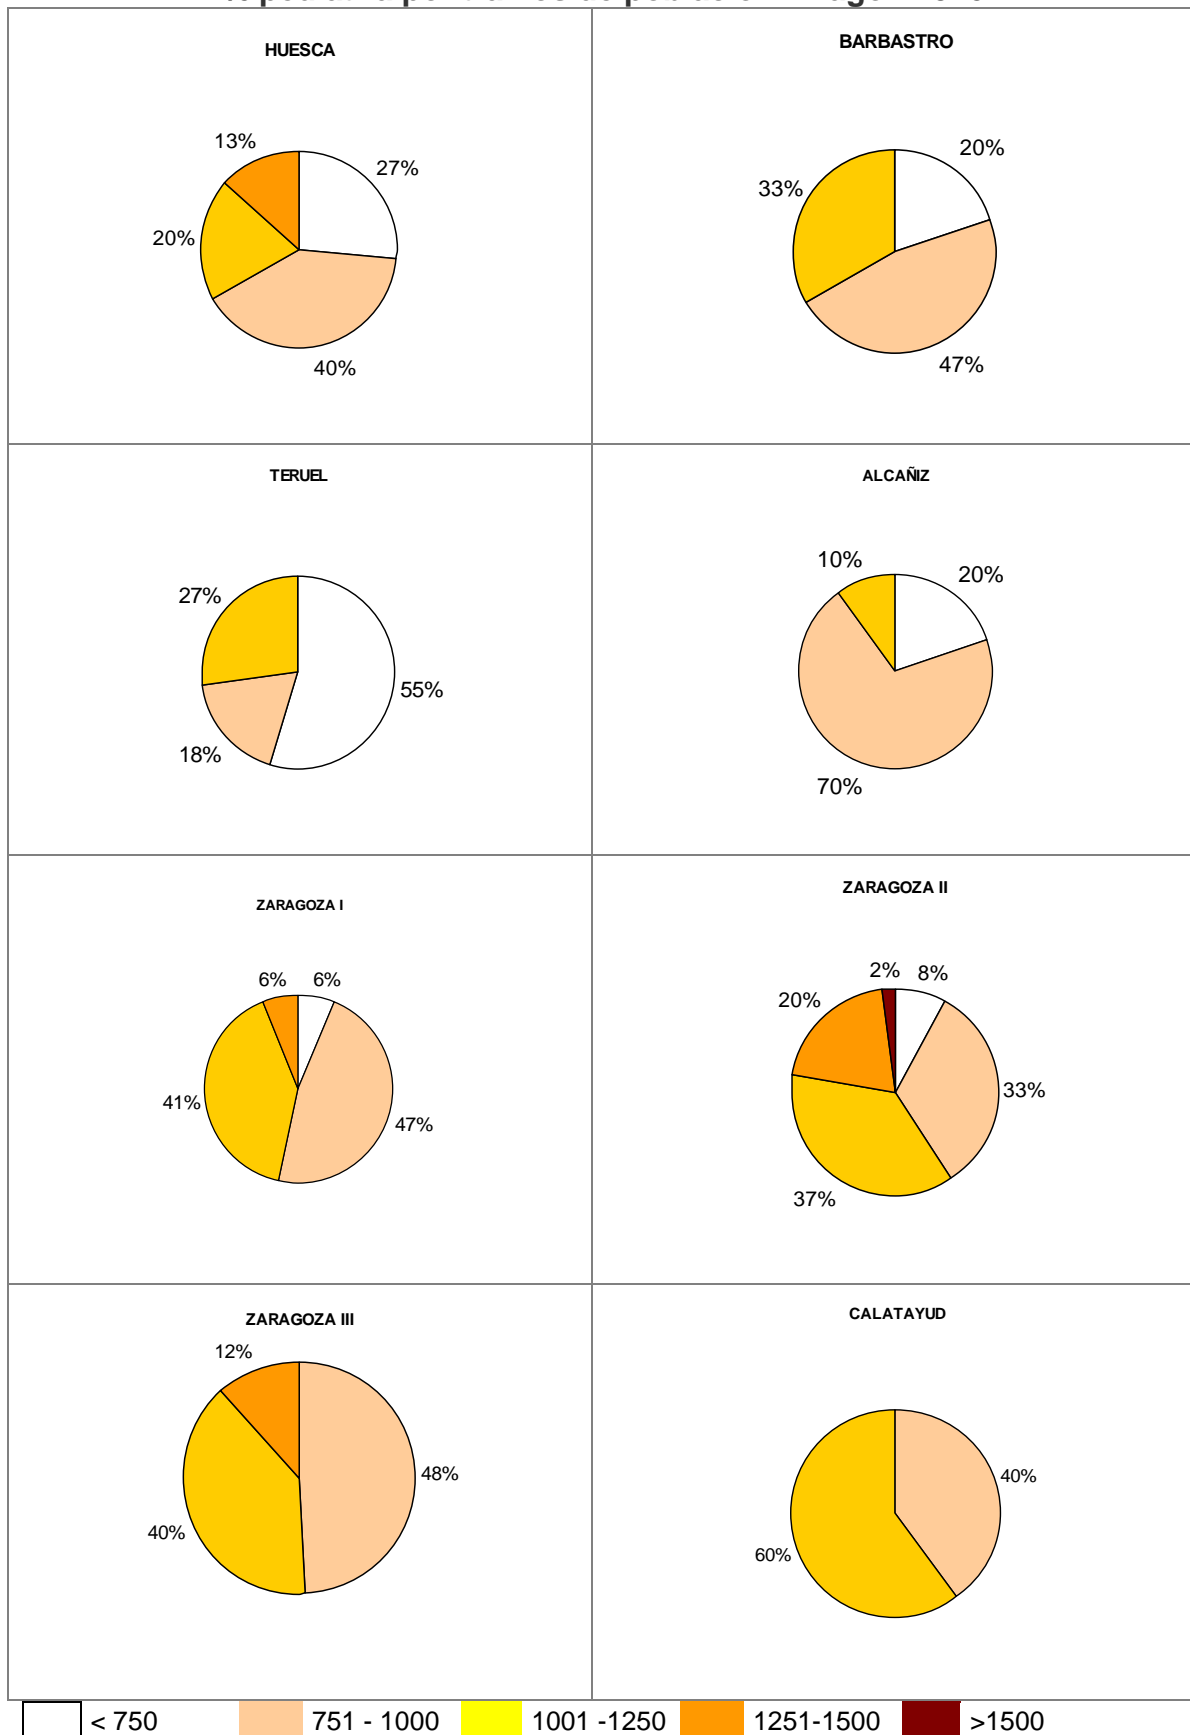 HUESCA
13%
27%
20%
40%
BARBASTRO
20%
33%
47%
TERUEL
27%
55%
18%
ALCAÑIZ
10%
20%
70%
ZARAGOZA I
6% 6%
41%
47%
ZARAGOZA II
2% 8%
20%
33%
37%
ZARAGOZA III
12%
48%
40%
CALATAYUD
40%
60%
< 750 751 - 1000 1001 -1250 1251-1500 >1500